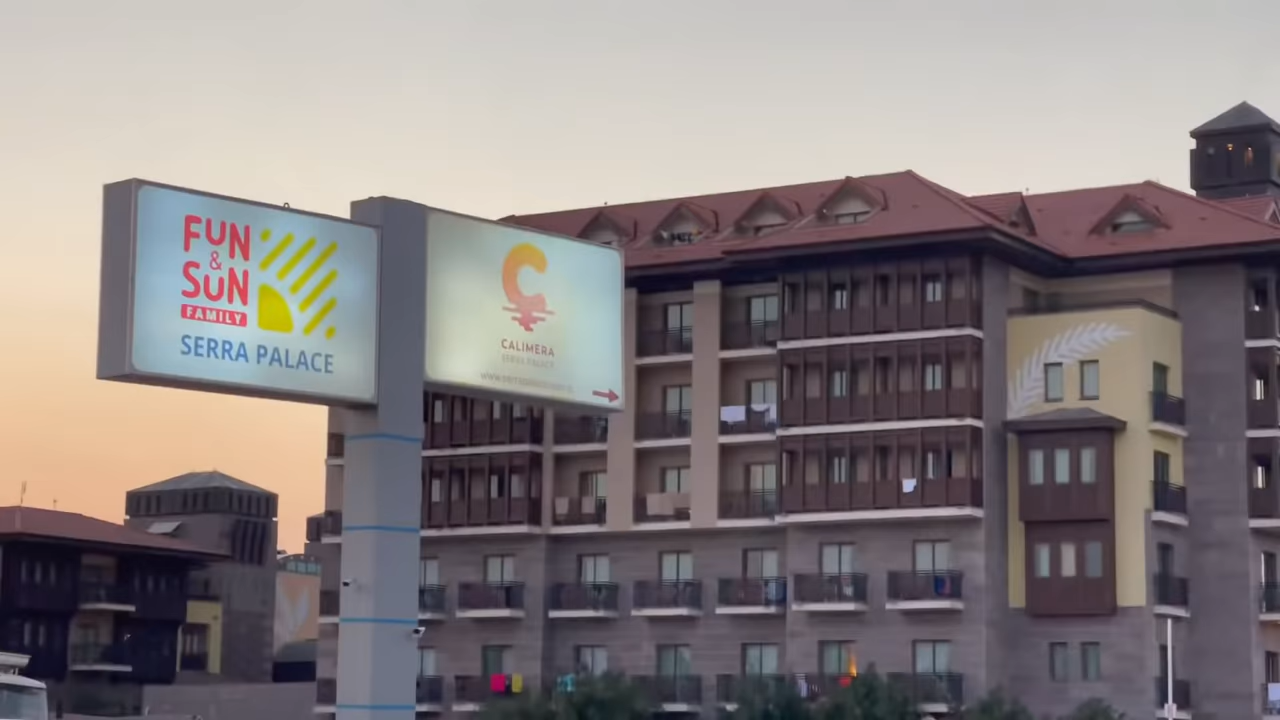 FUN
&
SUN
FAMILY
SERRA PALACE
CALIMERA
SERRA PALACE